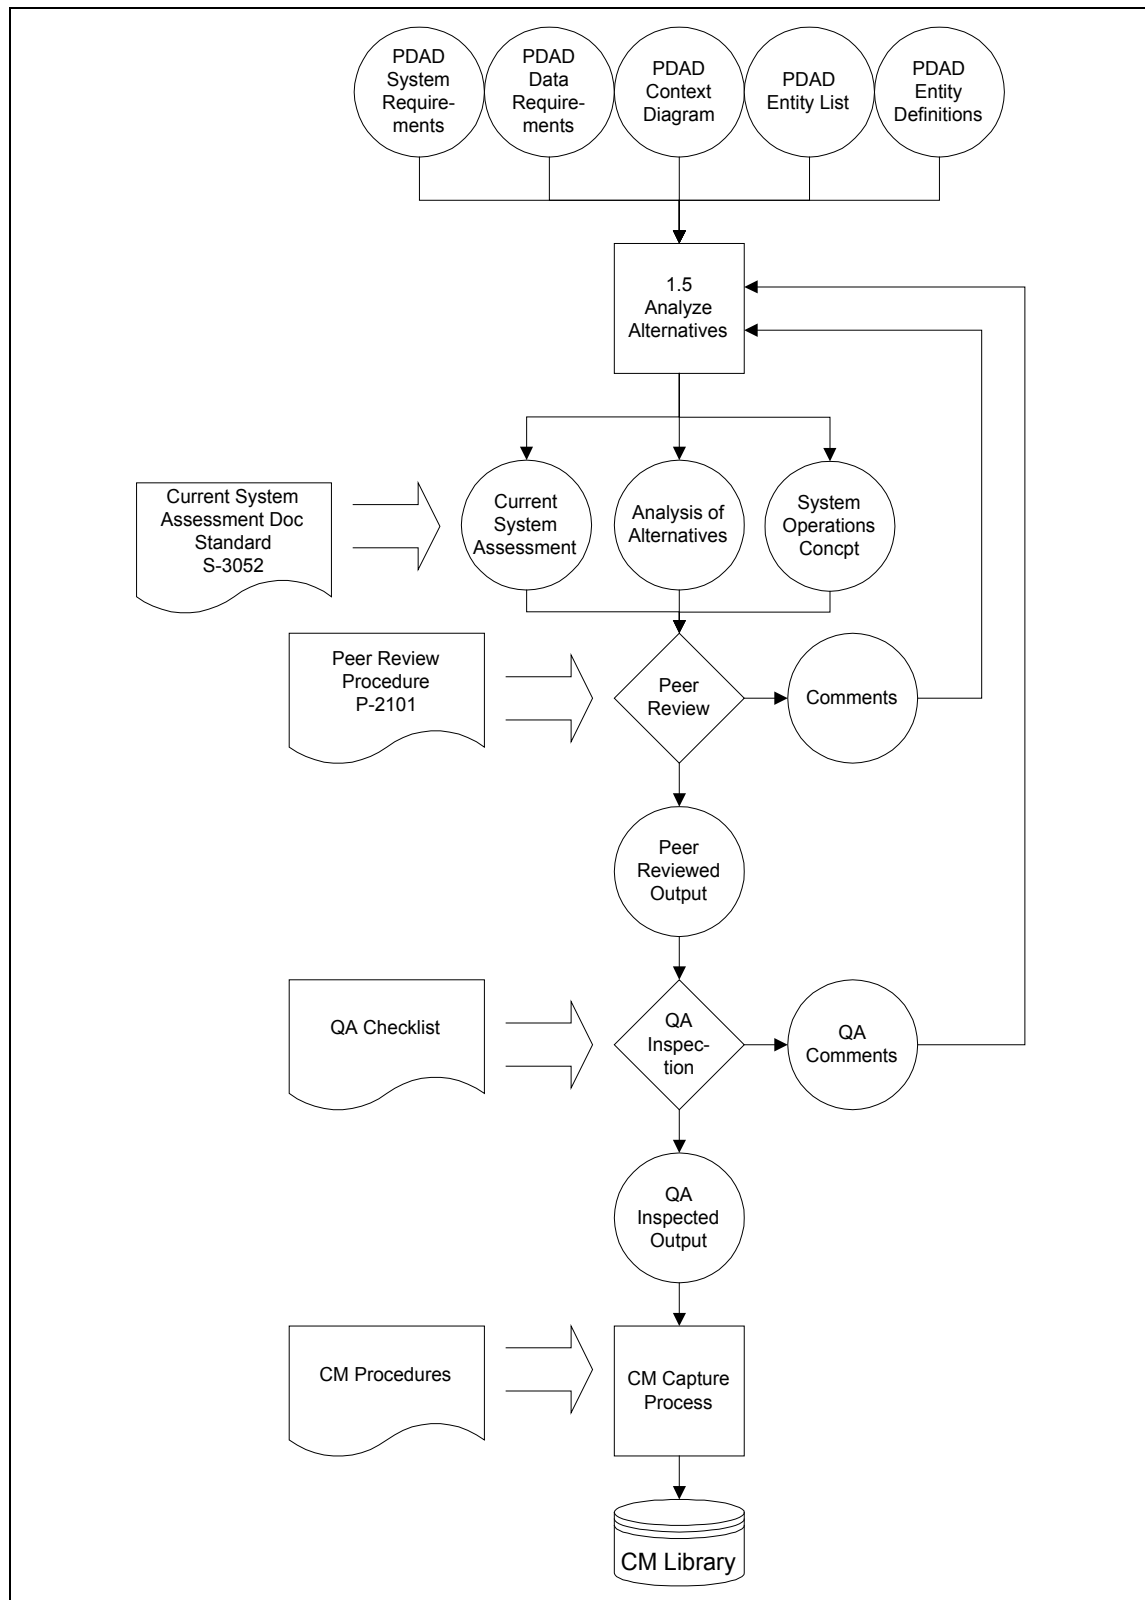 PDAD
System
Require-
ments
PDAD
Data
Require-
ments
PDAD
Context
Diagram
PDAD
Entity List
PDAD
Entity
Definitions
1.5
Analyze
Alternatives
Current System
Assessment Doc
Standard
S-3052
Current
System
Assessment
Analysis of
Alternatives
System
Operations
Concpt
Peer Review
Procedure
P-2101
Peer
Review
Comments
Peer
Reviewed
Output
QA Checklist
QA
Inspec-
tion
QA
Comments
QA
Inspected
Output
CM Procedures
CM Capture
Process
CM Library